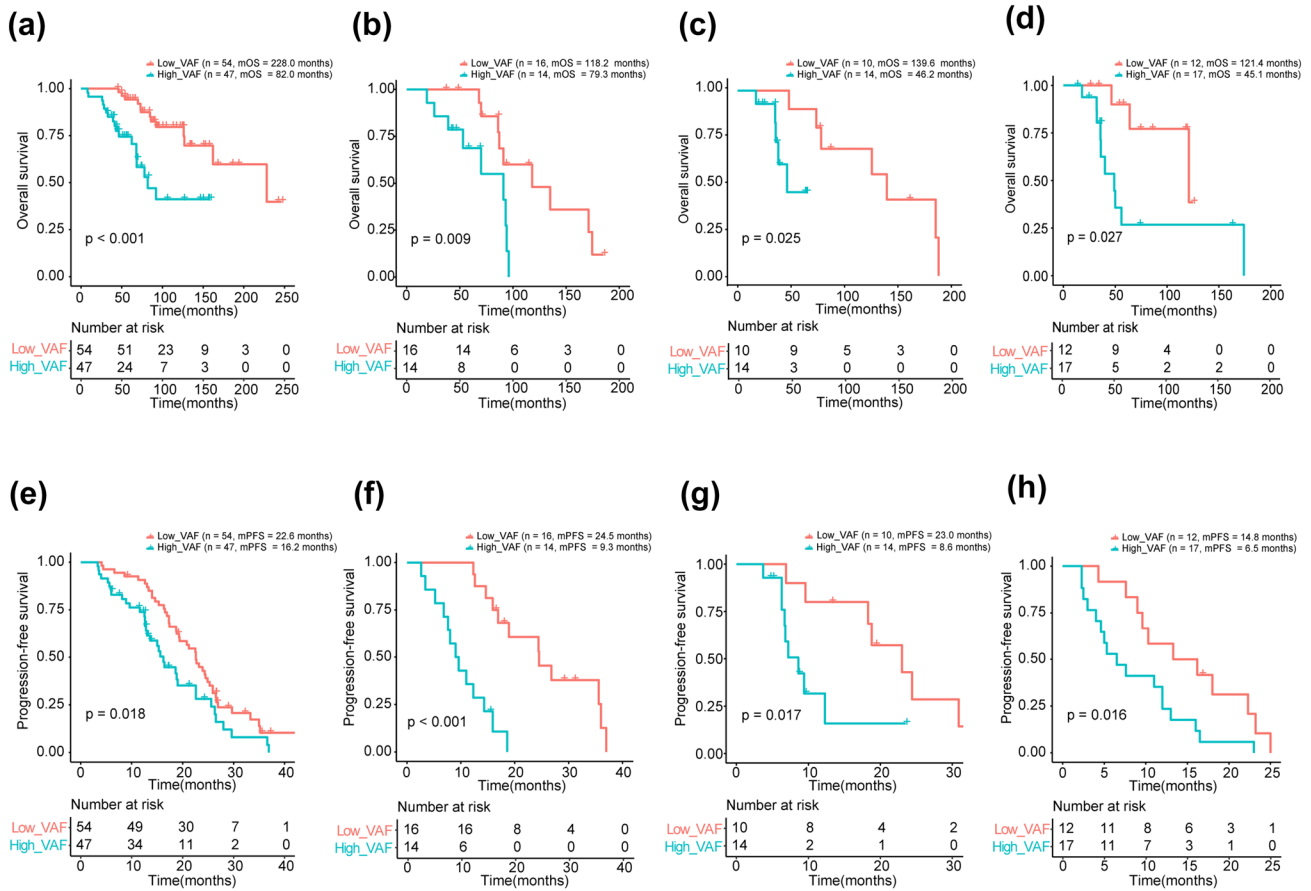 (a)
Low_VAF (n = 54, mOS = 228.0 months)
High_VAF (n = 47, mOS = 82.0 months)
Overall survival
1.00
0.75
0.50
0.25
0.00
p < 0.001
0 50 100 150 200 250
Time(months)
Number at risk
Low_VAF 54 51 23 9 3 0
High_VAF 47 24 7 3 0 0
0 50 100 150 200 250
Time(months)
(b)
Low_VAF (n = 16, mOS = 118.2 months)
High_VAF (n = 14, mOS = 79.3 months)
Overall survival
1.00
0.75
0.50
0.25
0.00
p = 0.009
0 50 100 150 200
Time(months)
Number at risk
Low_VAF 16 14 6 3 0
High_VAF 14 8 0 0 0
0 50 100 150 200
Time(months)
(c)
Low_VAF (n = 10, mOS = 139.6 months)
High_VAF (n = 14, mOS = 46.2 months)
Overall survival
1.00
0.75
0.50
0.25
0.00
p = 0.025
0 50 100 150 200
Time(months)
Number at risk
Low_VAF 10 9 5 3 0
High_VAF 14 3 0 0 0
0 50 100 150 200
Time(months)
(d)
Low_VAF (n = 12, mOS = 121.4 months)
High_VAF (n = 17, mOS = 45.1 months)
Overall survival
1.00
0.75
0.50
0.25
0.00
p = 0.027
0 50 100 150 200
Time(months)
Number at risk
Low_VAF 12 9 4 0 0
High_VAF 17 5 2 2 0
0 50 100 150 200
Time(months)
(e)
Low_VAF (n = 54, mPFS = 22.6 months)
High_VAF (n = 47, mPFS = 16.2 months)
Progression-free survival
1.00
0.75
0.50
0.25
0.00
p = 0.018
0 10 20 30 40
Time(months)
Number at risk
Low_VAF 54 49 30 7 1
High_VAF 47 34 11 2 0
0 10 20 30 40
Time(months)
(f)
Low_VAF (n = 16, mPFS = 24.5 months)
High_VAF (n = 14, mPFS = 9.3 months)
Progression-free survival
1.00
0.75
0.50
0.25
0.00
p < 0.001
0 10 20 30 40
Time(months)
Number at risk
Low_VAF 16 16 8 4 0
High_VAF 14 6 0 0 0
0 10 20 30 40
Time(months)
(g)
Low_VAF (n = 10, mPFS = 23.0 months)
High_VAF (n = 14, mPFS = 8.6 months)
Progression-free survival
1.00
0.75
0.50
0.25
0.00
p = 0.017
0 10 20 30
Time(months)
Number at risk
Low_VAF 10 8 4 2
High_VAF 14 2 1 0
0 10 20 30
Time(months)
(h)
Low_VAF (n = 12, mPFS = 14.8 months)
High_VAF (n = 17, mPFS = 6.5 months)
Progression-free survival
1.00
0.75
0.50
0.25
0.00
p = 0.016
0 5 10 15 20 25
Time(months)
Number at risk
Low_VAF 12 11 8 6 3 1
High_VAF 17 11 7 3 1 0
0 5 10 15 20 25
Time(months)